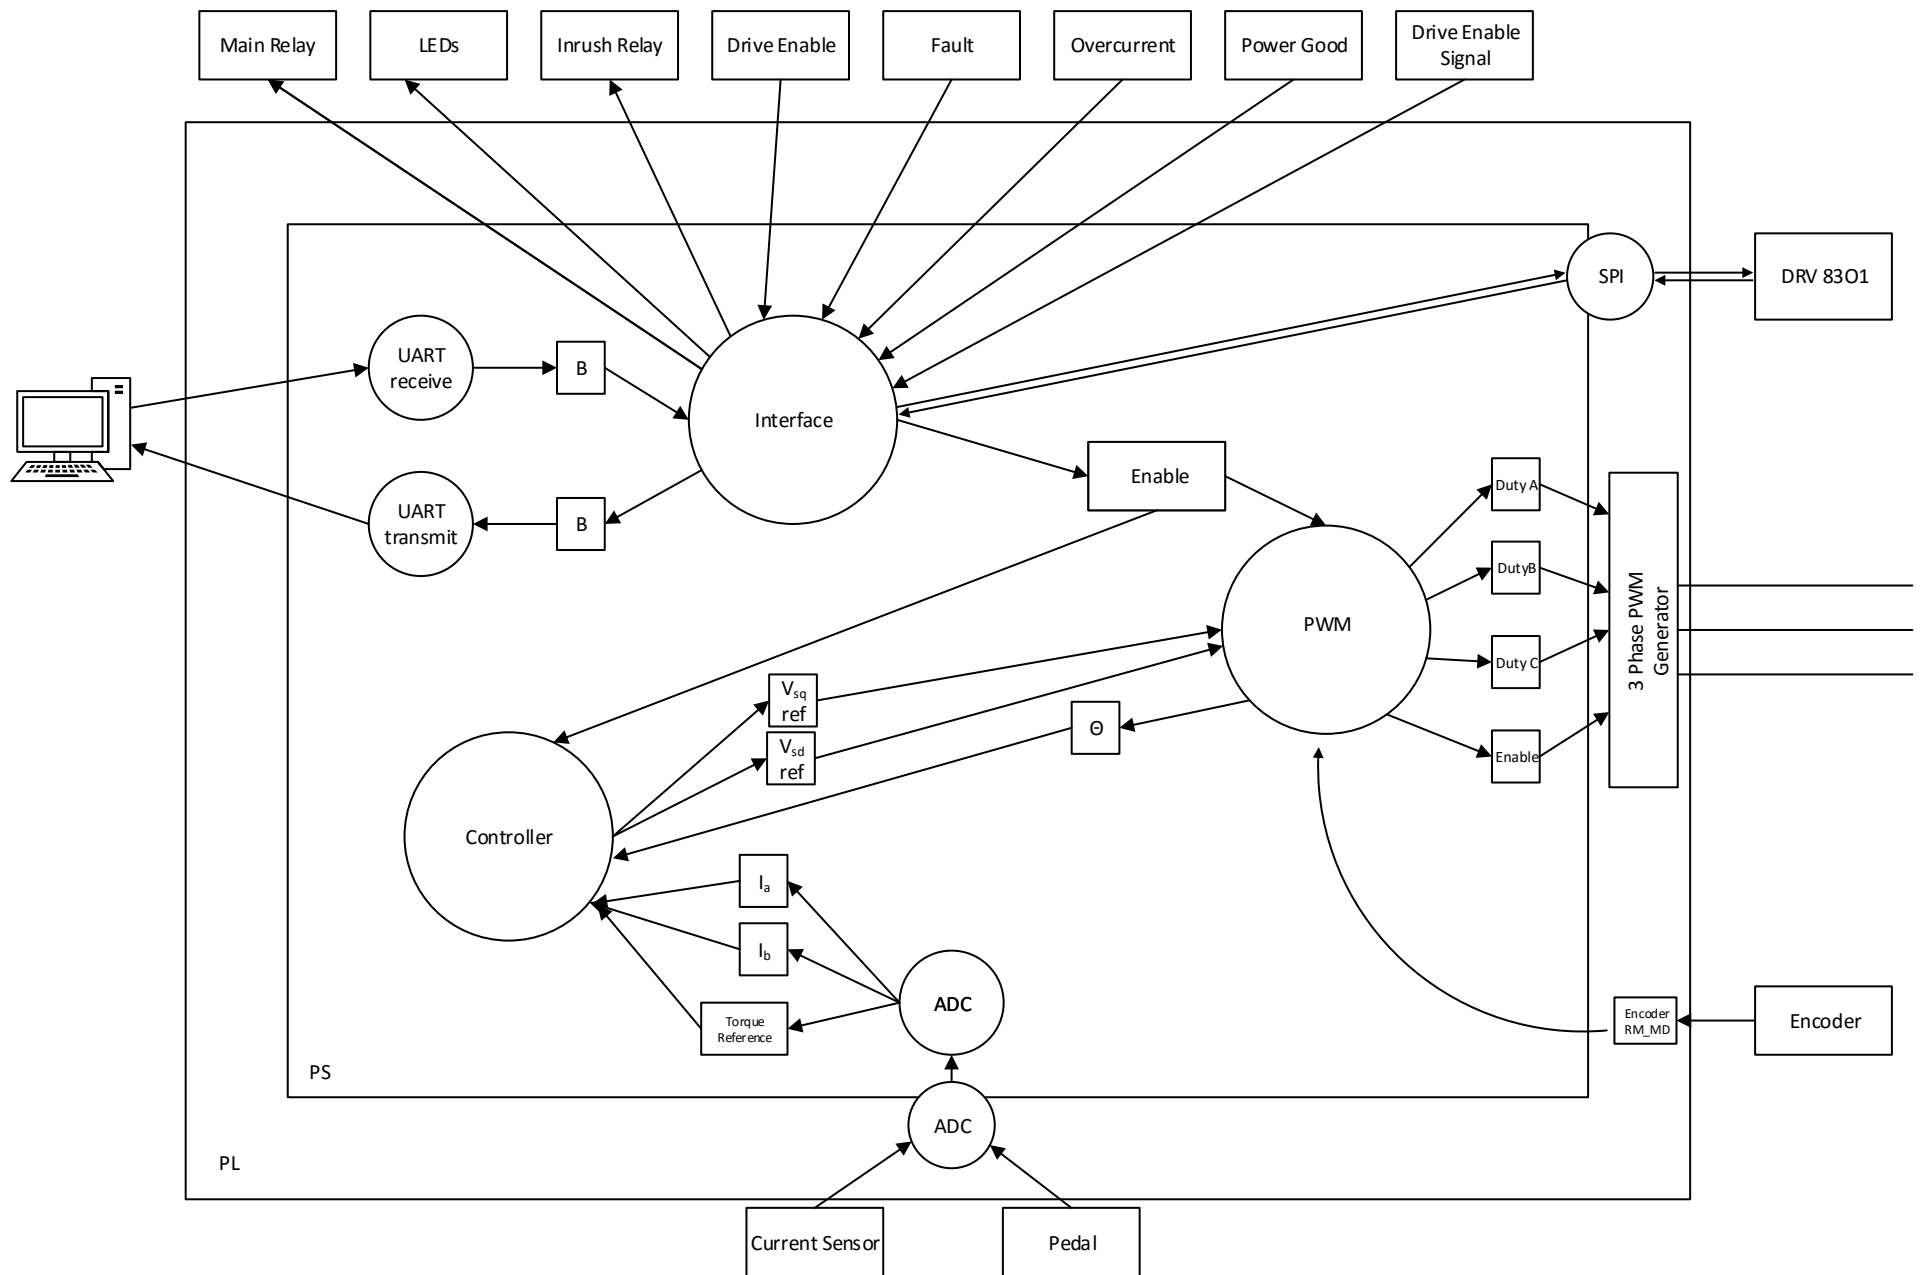 Main Relay
LEDs
Inrush Relay
Drive Enable
Fault
Overcurrent
Power Good
Drive Enable
Signal
SPI
DRV 83O1
UART
receive
B
Interface
Enable
UART
transmit
B
Duty A
DutyB
Duty C
Enable
PWM
3 Phase PWM
Generator
Vsq
ref
Vsd
ref
Θ
Controller
Ia
Ib
Torque
Reference
ADC
Encoder
RM_MD
Encoder
PS
ADC
PL
Current Sensor
Pedal